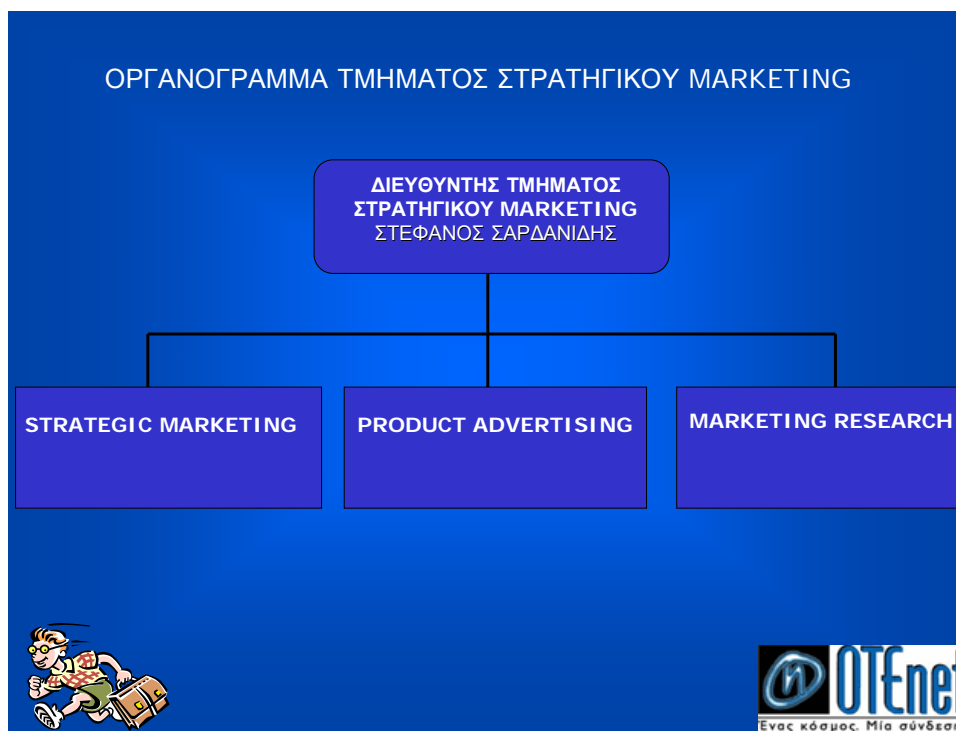 ΟΡΓΑΝΟΓΡΑΜΜΑ ΤΜΗΜΑΤΟΣ ΣΤΡΑΤΗΓΙΚΟΥ MARKETING
ΔΙΕΥΘΥΝΤΗΣ ΤΜΗΜΑΤΟΣ
ΣΤΡΑΤΗΓΙΚΟΥ MARKETING
ΣΤΕΦΑΝΟΣ ΣΑΡΔΑΝΙΔΗΣ
STRATEGIC MARKETING
PRODUCT ADVERTISING
MARKETING RESEARCH
OTEnet
Ένας κόσμος. Μία σύνδεση